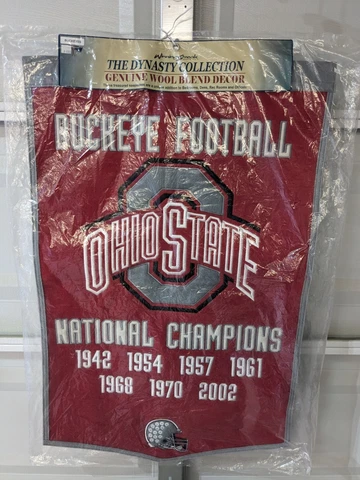 THE DYNASTY COLLECTION
GENUINE WOOL BLEND DECOR
BUCKEYE FOOTBALL
OHIO STATE
NATIONAL CHAMPIONS
1942 1954 1957 1961
1968 1970 2002